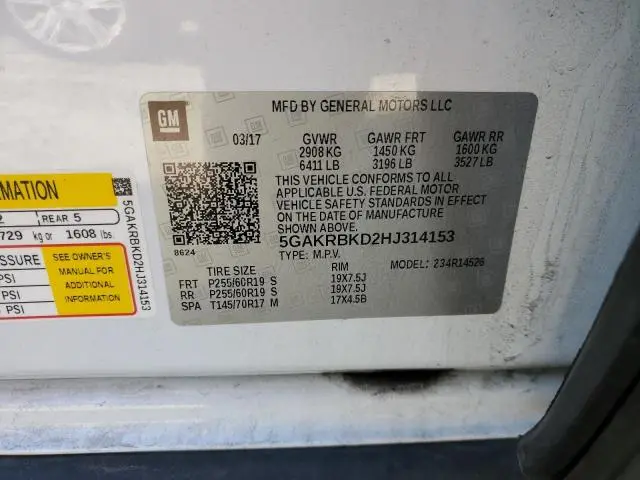 GM
MFD BY GENERAL MOTORS LLC
03/17 GVWR GAWR FRT GAWR RR
2908 KG 1450 KG 1600 KG
6411 LB 3196 LB 3527 LB
THIS VEHICLE CONFORMS TO ALL
APPLICABLE U.S. FEDERAL MOTOR
VEHICLE SAFETY STANDARDS IN EFFECT
ON THE DATE OF MANUFACTURE SHOWN ABOVE.
5GAKRBKD2HJ314153
8624
TYPE: M.P.V. MODEL: 234R14526
TIRE SIZE RIM
FRT P255/60R19 S 19X7.5J
RR P255/60R19 S 19X7.5J
SPA T145/70R17 M 17X4.5B
REAR 5
729 kg or 1608 lbs.
SEE OWNER'S
MANUAL FOR
ADDITIONAL
INFORMATION
PSI
PSI
PSI
5GAKRBKD2HJ314153